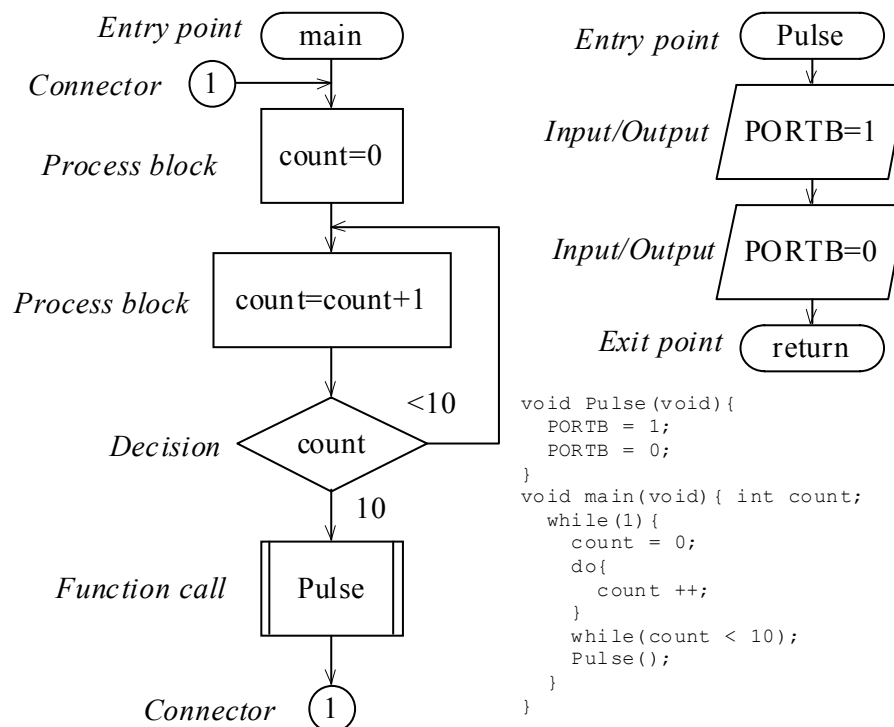 Entry point
main
Connector
1
Process block
count=0
Process block
count=count+1
<10
Decision
count
10
Function call
Pulse
Connector
1
Entry point
Pulse
Input/Output
PORTB=1
Input/Output
PORTB=0
Exit point
return
void Pulse(void){
  PORTB = 1;
  PORTB = 0;
}
void main(void){ int count;
  while(1){
    count = 0;
    do{
      count ++;
    }
    while(count < 10);
    Pulse();
  }
}